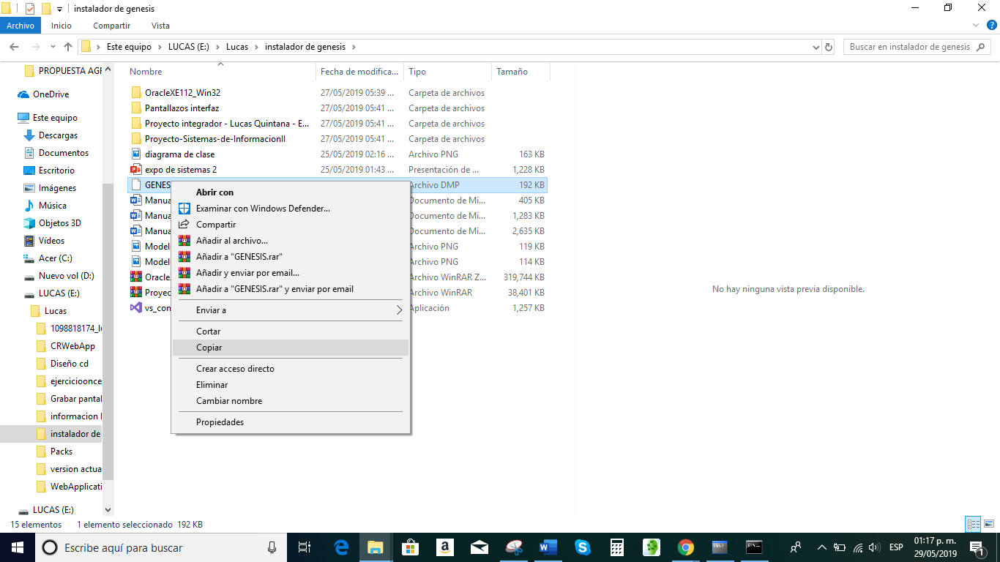 instalador de genesis
Archivo Inicio Compartir Vista
Este equipo > LUCAS (E:) > Lucas > instalador de genesis >
Buscar en instalador de genesis
PROPUESTA AGR
OneDrive
Este equipo
Descargas
Documentos
Escritorio
Imágenes
Música
Objetos 3D
Vídeos
Acer (C:)
Nuevo vol (D:)
LUCAS (E:)
Lucas
1098818174_lu
CRWebApp
Diseño cd
ejercicioonce
Grabar pantal
informacion l
instalador de
Packs
version actua
WebApplicati
LUCAS (E:)
Nombre Fecha de modifica... Tipo Tamaño
OracleXE112_Win32 27/05/2019 05:39 ... Carpeta de archivos
Pantallazos interfaz 27/05/2019 05:41 ... Carpeta de archivos
Proyecto integrador - Lucas Quintana - E... 27/05/2019 05:41 ... Carpeta de archivos
Proyecto-Sistemas-de-InformacionII 27/05/2019 05:41 ... Carpeta de archivos
diagrama de clase 25/05/2019 02:16 ... Archivo PNG 163 KB
expo de sistemas 2 25/05/2019 01:43 ... Presentación de ... 1,228 KB
GENES Archivo DMP 192 KB
Manua Documento de Mi... 405 KB
Manua Documento de Mi... 1,283 KB
Manua Documento de Mi... 2,635 KB
Model Archivo PNG 119 KB
Model Archivo PNG 114 KB
OracleX Archivo WinRAR Z... 319,744 KB
Proyec Archivo WinRAR 38,401 KB
vs_con Aplicación 1,257 KB
Abrir con
Examinar con Windows Defender...
Compartir
Añadir al archivo...
Añadir a "GENESIS.rar"
Añadir y enviar por email...
Añadir a "GENESIS.rar" y enviar por email
Enviar a
Cortar
Copiar
Crear acceso directo
Eliminar
Cambiar nombre
Propiedades
No hay ninguna vista previa disponible.
15 elementos 1 elemento seleccionado 192 KB
Escribe aquí para buscar
ESP
01:17 p. m.
29/05/2019
1